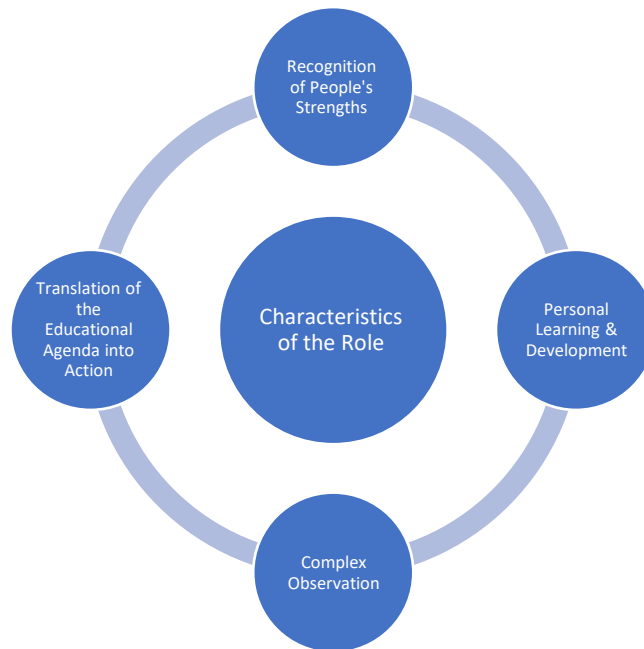 Recognition
of People's
Strengths
Translation of
the
Educational
Agenda into
Action
Characteristics
of the Role
Personal
Learning &
Development
Complex
Observation